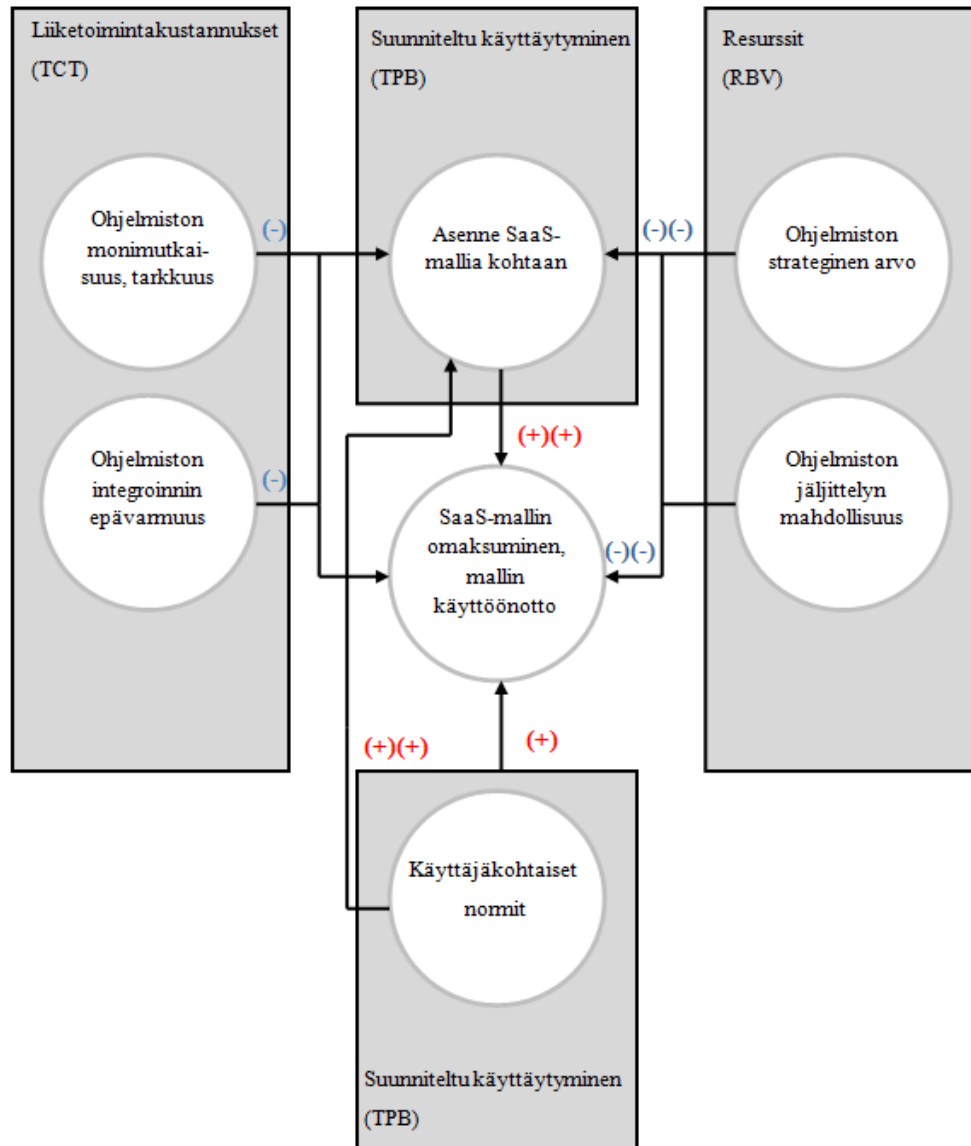 Liiketoimintakustannukset
(TCT)
Ohjelmiston
monimutkai-
suus, tarkkuus
(-)
Ohjelmiston
integroinnin
epävarmuus
(-)
Suunniteltu käyttäytyminen
(TPB)
Asenne SaaS-
mallia kohtaan
(+)(+)
SaaS-mallin
omaksuminen,
mallin
käyttöönotto
Resurssit
(RBV)
(-)(-)
Ohjelmiston
strateginen arvo
Ohjelmiston
jäljittelyn
mahdollisuus
(-)(-)
(+)(+)
(+)
Käyttäjäkohtaiset
normit
Suunniteltu käyttäytyminen
(TPB)